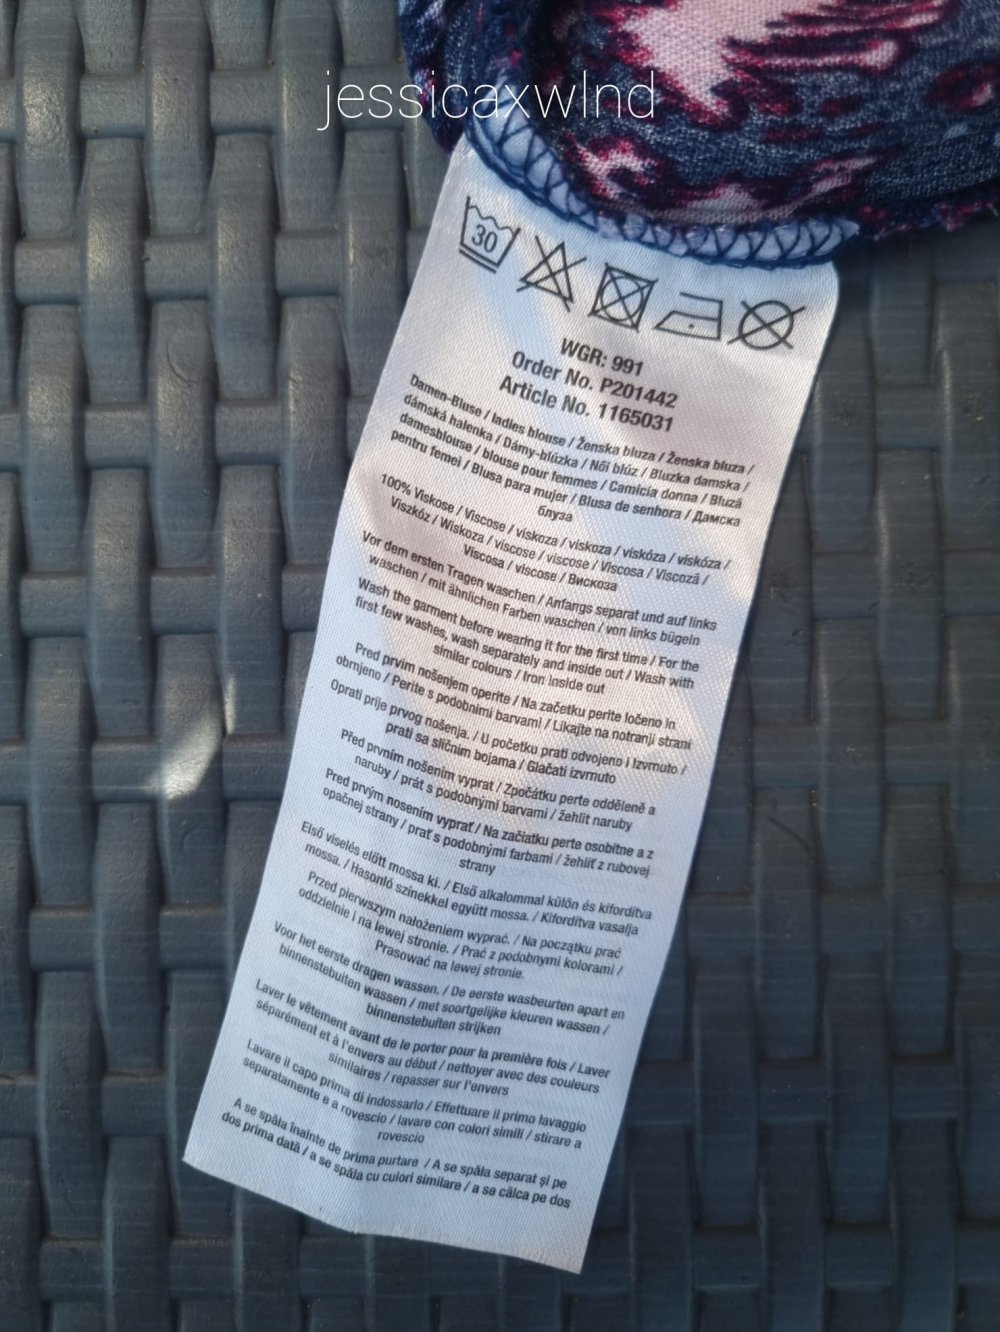 jessicaxwlnd
30
WGR: 991
Order No. P201442
Article No. 1165031
Damen-Bluse / ladies blouse / Ženska bluza / Ženska bluza /
dámská halenka / Dámy-blúzka / Női blúz / Bluzka damska /
damesblouse / blouse pour femmes / Camicia donna / Bluză
pentru femei / Blusa para mujer / Blusa de senhora / Дамска
блуза
100% Viskose / Viscose / viskoza / viskoza / viskóza / viskóza /
Viszkóz / Wiskoza / viscose / viscose / Viscosa / Viscoză /
Viscosa / viscose / Вискоза
Vor dem ersten Tragen waschen / Anfangs separat und auf links
waschen / mit ähnlichen Farben waschen / von links bügeln
Wash the garment before wearing it for the first time / For the
first few washes, wash separately and inside out / Wash with
similar colours / Iron inside out
Pred prvim nošenjem operite / Na začetku perite ločeno in
obrnjeno / Perite s podobnimi barvami / Likajte na notranji strani
Oprati prije prvog nošenja. / U početku prati odvojeno i izvrnuto /
prati sa sličnim bojama / Glačati izvrnuto
Před prvním nošením vyprat / Zpočátku perte odděleně a
naruby / prát s podobnými barvami / žehlit naruby
Pred prvým nosením vyprať / Na začiatku perte osobitne a z
opačnej strany / prať s podobnými farbami / žehliť z rubovej
strany
Első viselés előtt mossa ki. / Első alkalommal külön és kifordítva
mossa. / Hasonló színekkel együtt mossa. / Kifordítva vasalja
Przed pierwszym nałożeniem wyprać. / Na początku prać
oddzielnie i na lewej stronie. / Prać z podobnymi kolorami /
Prasować na lewej stronie.
Voor het eerste dragen wassen. / De eerste wasbeurten apart en
binnenstebuiten wassen / met soortgelijke kleuren wassen /
binnenstebuiten strijken
Laver le vêtement avant de le porter pour la première fois / Laver
séparément et à l'envers au début / nettoyer avec des couleurs
similaires / repasser sur l'envers
Lavare il capo prima di indossarlo / Effettuare il primo lavaggio
separatamente e a rovescio / lavare con colori simili / stirare a
rovescio
A se spăla înainte de prima purtare / A se spăla separat și pe
dos prima dată / a se spăla cu culori similare / a se călca pe dos